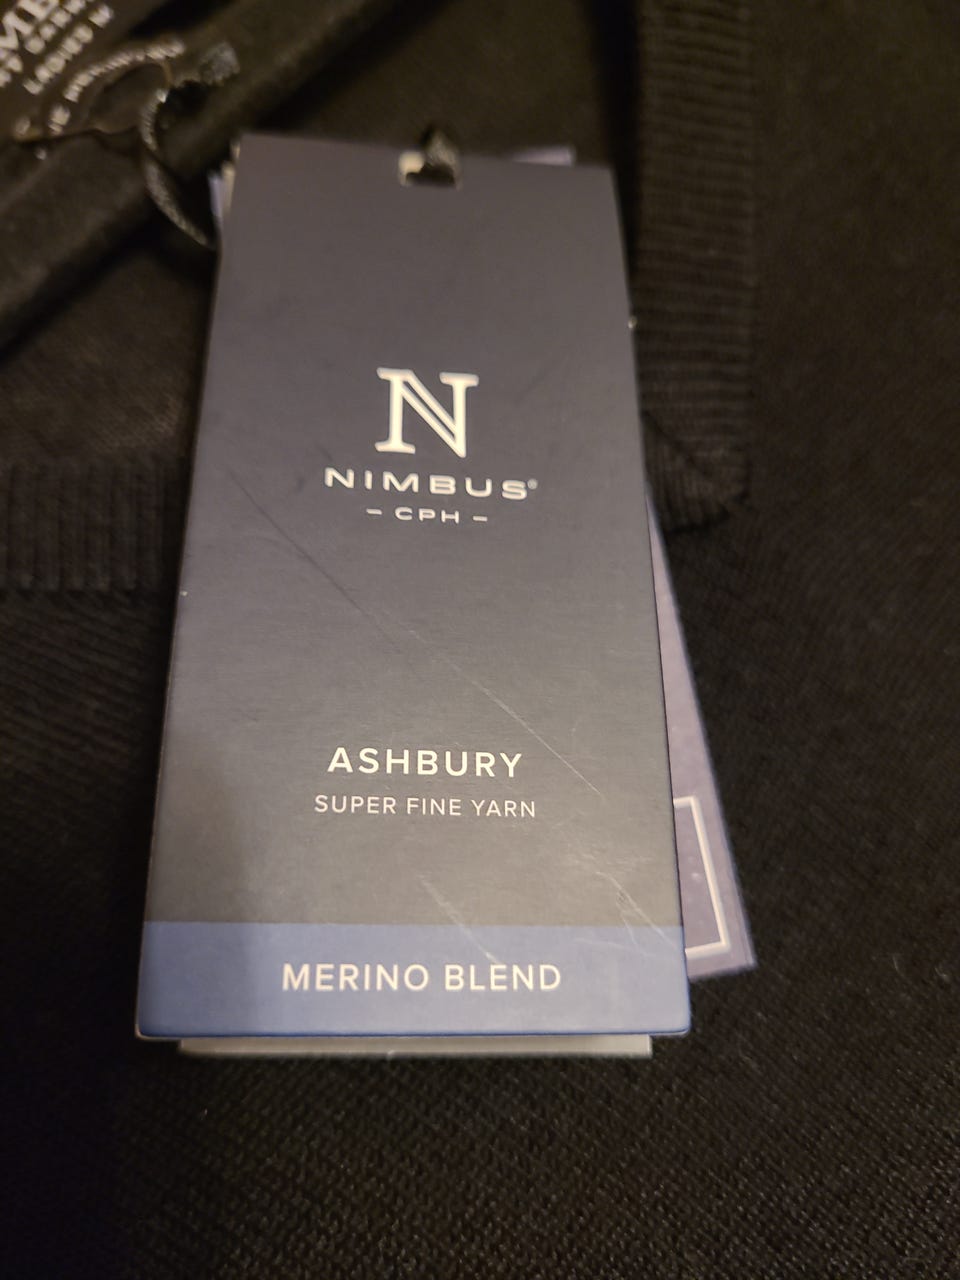 N
NIMBUS®
– CPH –
ASHBURY
SUPER FINE YARN
MERINO BLEND